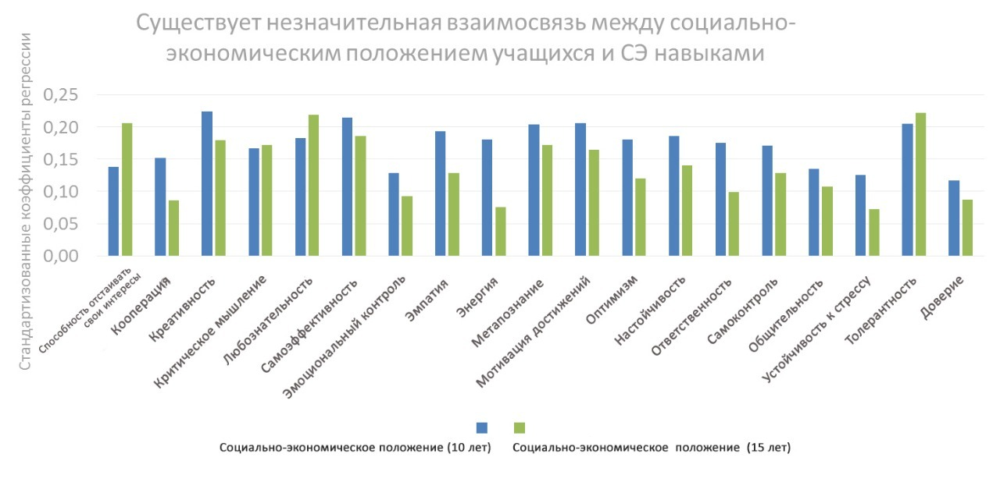 Существует незначительная взаимосвязь между социально-
экономическим положением учащихся и СЭ навыками
Стандартизованные коэффициенты регрессии
0,25
0,20
0,15
0,10
0,05
0,00
Способность отстаивать
свои интересы
Кооперация
Креативность
Критическое мышление
Любознательность
Самоэффективность
Эмоциональный контроль
Эмпатия
Энергия
Метапознание
Мотивация достижений
Оптимизм
Настойчивость
Ответственность
Самоконтроль
Общительность
Устойчивость к стрессу
Толерантность
Доверие
Социально-экономическое положение (10 лет)
Социально-экономическое положение (15 лет)